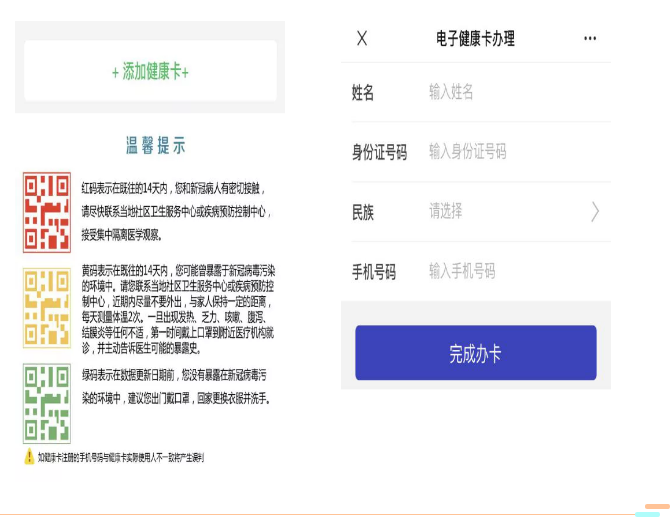 + 添加健康卡+
温馨提示
红码表示在既往的14天内，您和新冠病人有密切接触，
请尽快联系当地社区卫生服务中心或疾病预防控制中心，
接受集中隔离医学观察。
黄码表示在既往的14天内，您可能曾暴露于新冠病毒污染
的环境中。请您联系当地社区卫生服务中心或疾病预防控
制中心，近期内尽量不要外出，与家人保持一定的距离，
每天测量体温2次。一旦出现发热、乏力、咳嗽、腹泻、
结膜炎等任何不适，第一时间戴上口罩到附近医疗机构就
诊，并主动告诉医生可能的暴露史。
绿码表示在数据更新日期前，您没有暴露在新冠病毒污
染的环境中，建议您出门戴口罩，回家更换衣服并洗手。
如健康卡注册的手机号码与健康卡实际使用人不一致将产生误判
X 电子健康卡办理 ···
姓名 输入姓名
身份证号码 输入身份证号码
民族 请选择
手机号码 输入手机号码
完成办卡